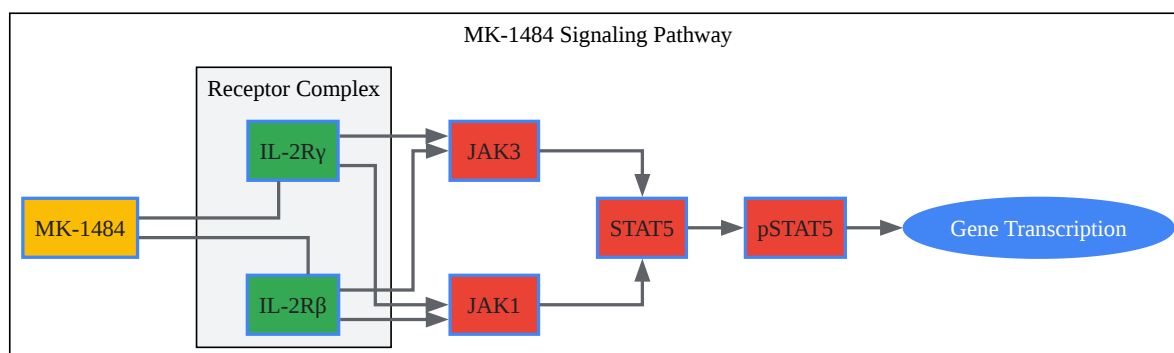 MK-1484 Signaling Pathway
Receptor Complex
IL-2Rγ
JAK3
MK-1484
STAT5
pSTAT5
Gene Transcription
IL-2Rβ
JAK1